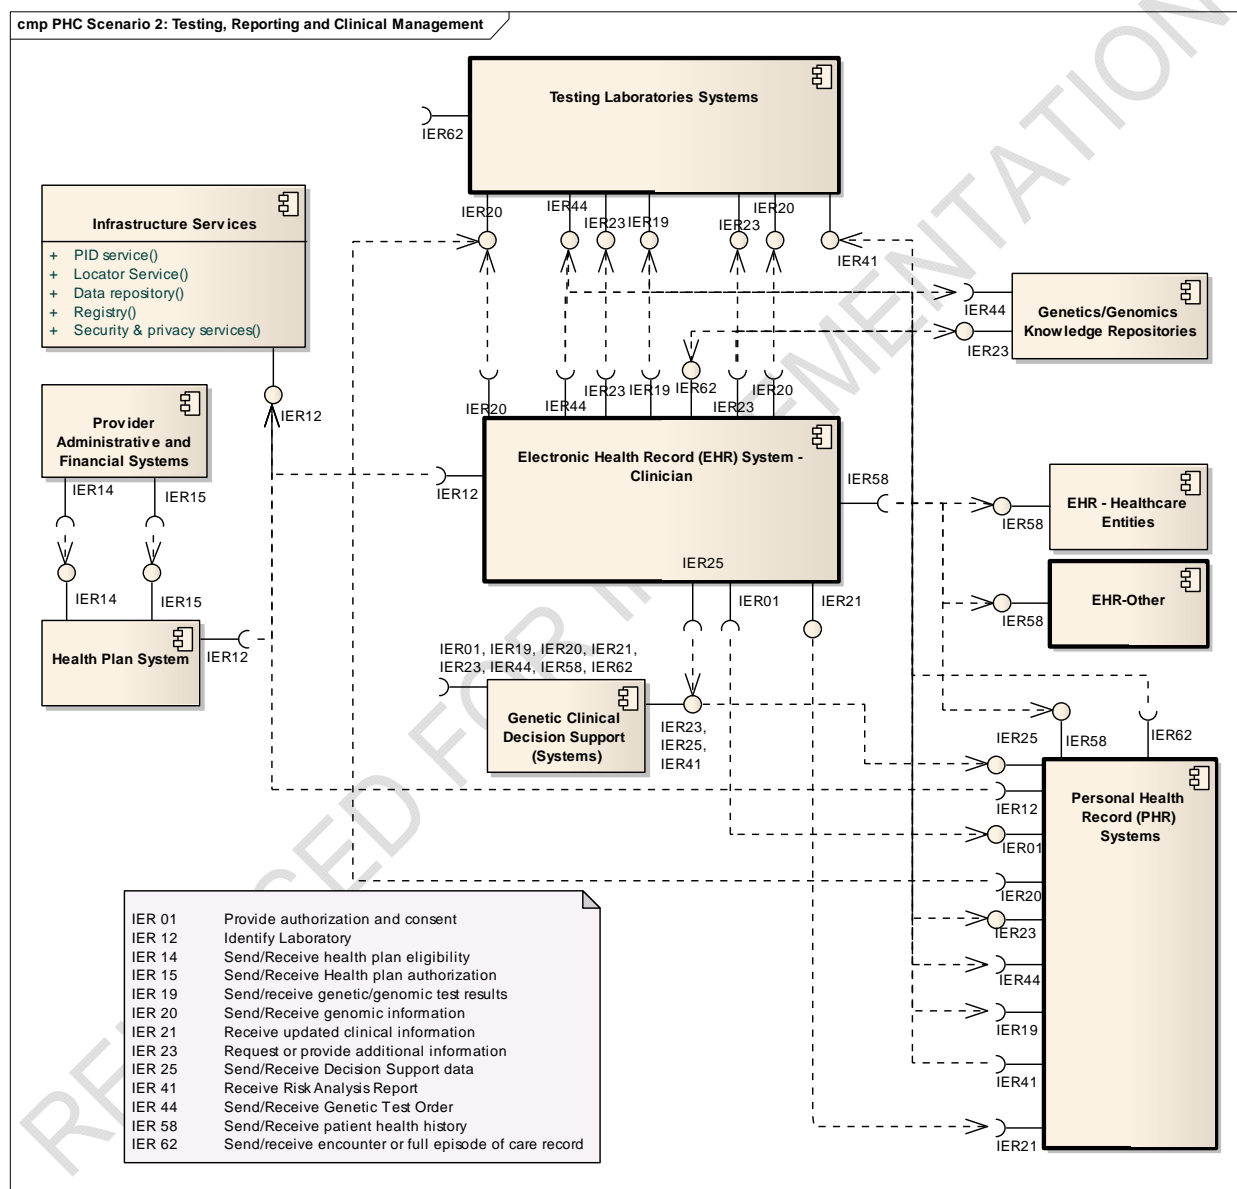 cmp PHC Scenario 2: Testing, Reporting and Clinical Management
Testing Laboratories Systems
IER62
IER20
IER44
IER23
IER19
IER23
IER20
IER41
Infrastructure Services
+ PID service()
+ Locator Service()
+ Data repository()
+ Registry()
+ Security & privacy services()
IER12
IER44
Genetics/Genomics
Knowledge Repositories
IER23
Provider
Administrative and
Financial Systems
IER14
IER15
IER14
IER15
Health Plan System
IER12
IER20
IER44
IER23
IER19
IER62
IER23
IER20
Electronic Health Record (EHR) System -
Clinician
IER12
IER58
IER25
IER01
IER21
EHR - Healthcare
Entities
IER58
EHR-Other
IER58
IER01, IER19, IER20, IER21,
IER23, IER44, IER58, IER62
Genetic Clinical
Decision Support
(Systems)
IER23,
IER25,
IER41
IER25
IER58
IER62
Personal Health
Record (PHR)
Systems
IER12
IER01
IER20
IER23
IER44
IER19
IER41
IER21
IER 01 Provide authorization and consent
IER 12 Identify Laboratory
IER 14 Send/Receive health plan eligibility
IER 15 Send/Receive Health plan authorization
IER 19 Send/receive genetic/genomic test results
IER 20 Send/Receive genomic information
IER 21 Receive updated clinical information
IER 23 Request or provide additional information
IER 25 Send/Receive Decision Support data
IER 41 Receive Risk Analysis Report
IER 44 Send/Receive Genetic Test Order
IER 58 Send/Receive patient health history
IER 62 Send/receive encounter or full episode of care record